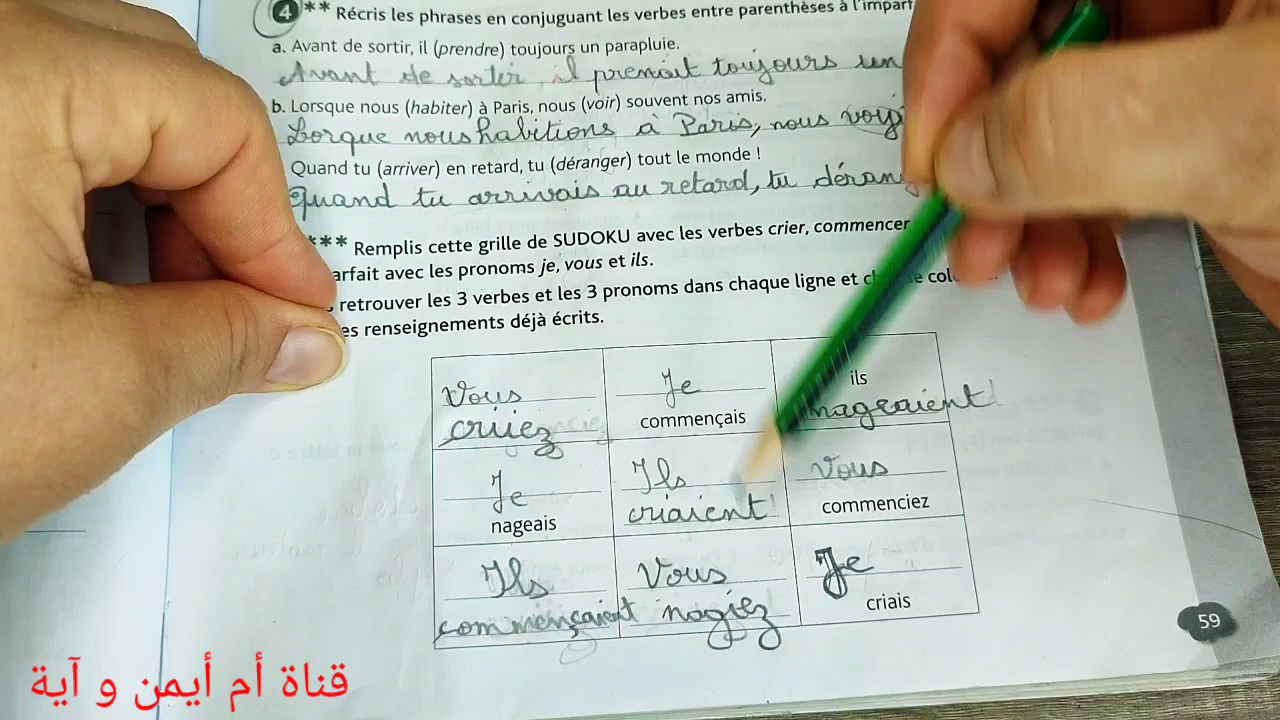 4 ** Récris les phrases en conjuguant les verbes entre parenthèses à l'imparf
a. Avant de sortir, il (prendre) toujours un parapluie.
Avant de sortir il prenait toujours un
b. Lorsque nous (habiter) à Paris, nous (voir) souvent nos amis.
Lorque nous habitions à Paris, nous voyi
Quand tu (arriver) en retard, tu (déranger) tout le monde !
Quand tu arrivais au retard, tu dérang
*** Remplis cette grille de SUDOKU avec les verbes crier, commencer
arfait avec les pronoms je, vous et ils.
retrouver les 3 verbes et les 3 pronoms dans chaque ligne et
es renseignements déjà écrits.
Vous Je ils
criiez commençais nageaient
Je Ils Vous
nageais criaient commenciez
Ils Vous Je
commençaient nagiez criais
59
قناة أم أيمن و آية